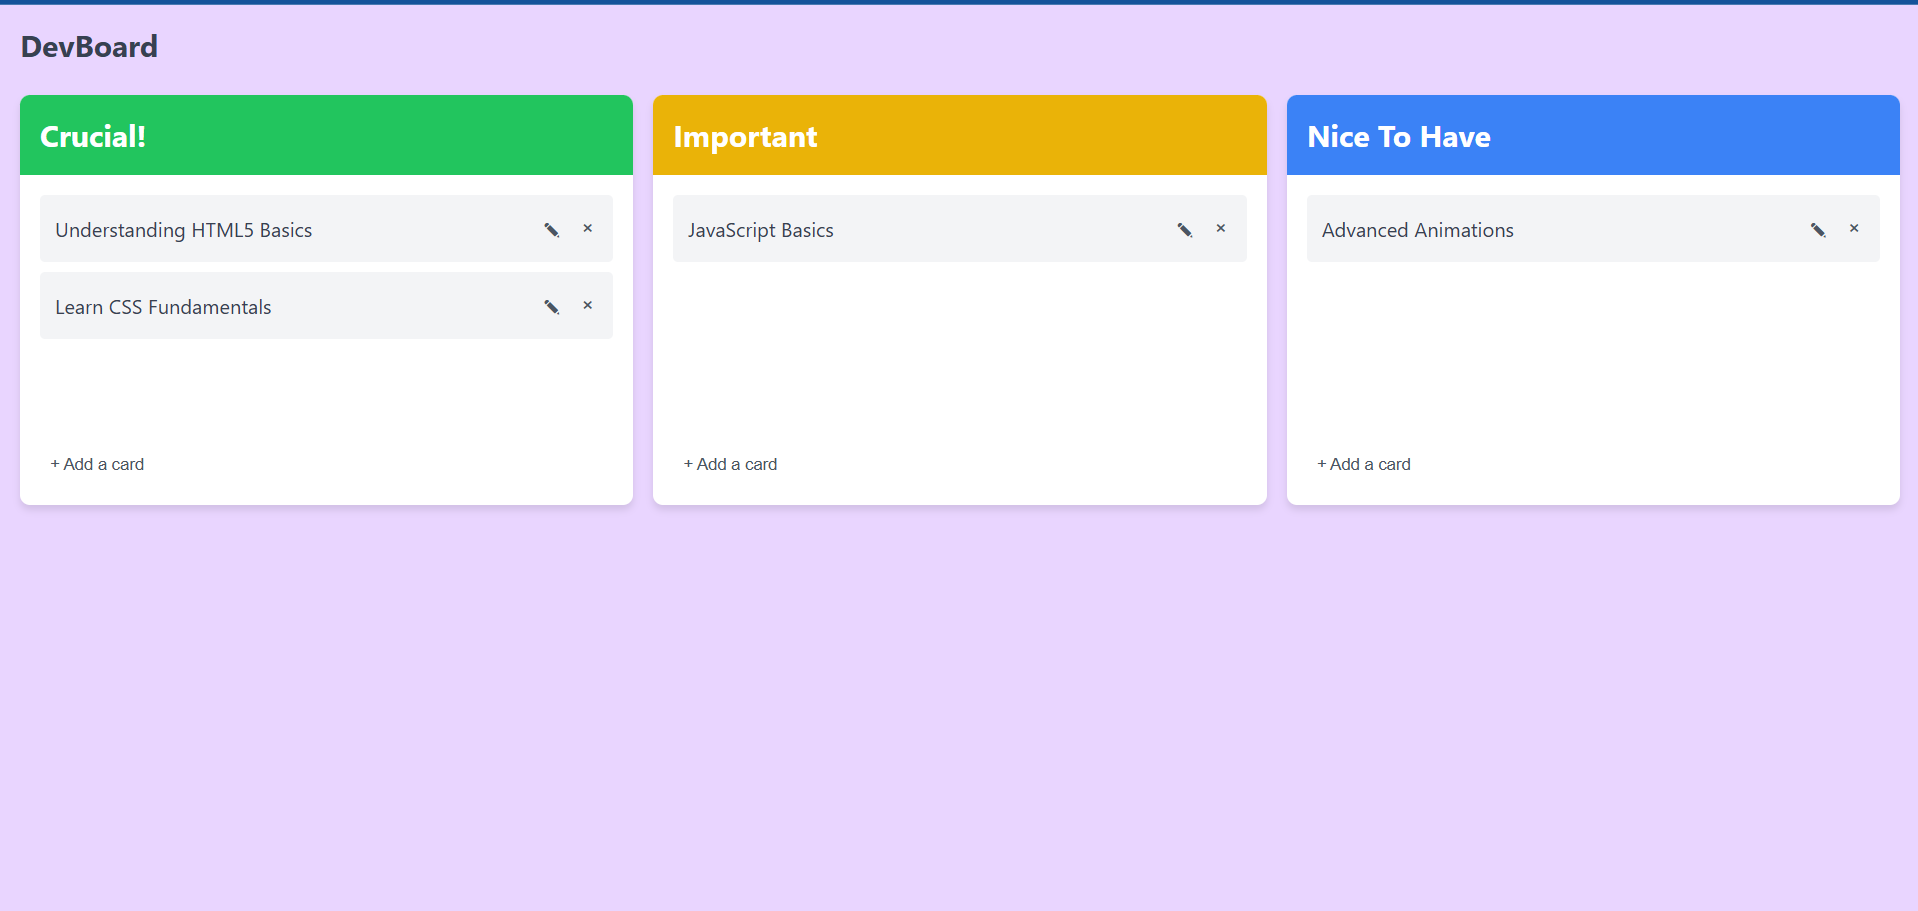 DevBoard
Crucial!
Understanding HTML5 Basics
Learn CSS Fundamentals
+ Add a card
Important
JavaScript Basics
+ Add a card
Nice To Have
Advanced Animations
+ Add a card